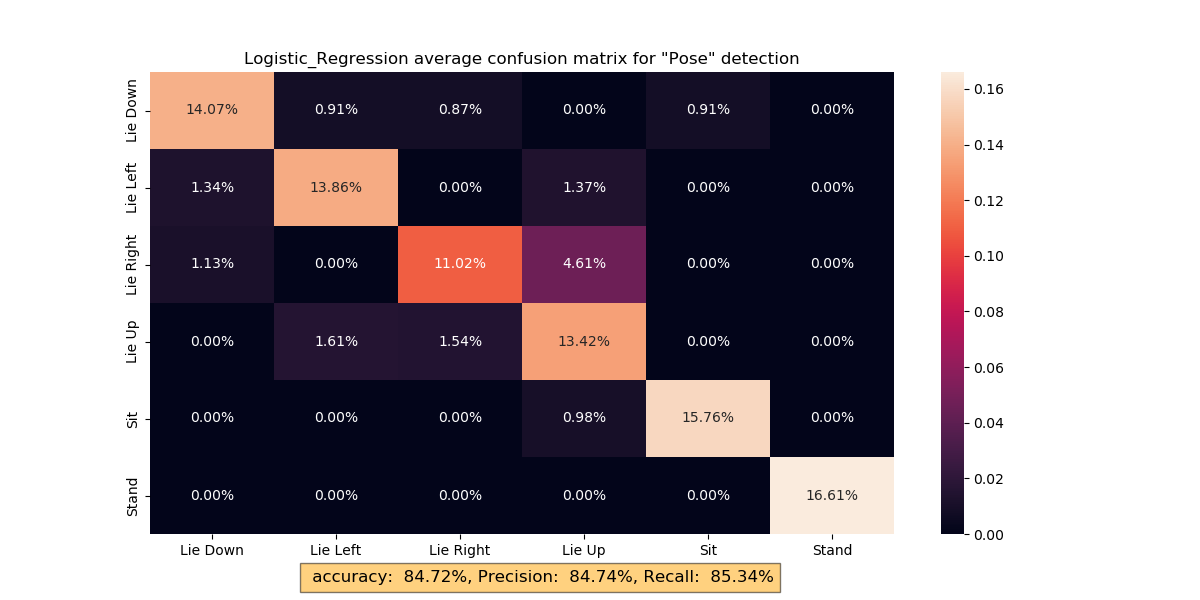 Logistic_Regression average confusion matrix for "Pose" detection
Lie Down 14.07% 0.91% 0.87% 0.00% 0.91% 0.00%
Lie Left 1.34% 13.86% 0.00% 1.37% 0.00% 0.00%
Lie Right 1.13% 0.00% 11.02% 4.61% 0.00% 0.00%
Lie Up 0.00% 1.61% 1.54% 13.42% 0.00% 0.00%
Sit 0.00% 0.00% 0.00% 0.98% 15.76% 0.00%
Stand 0.00% 0.00% 0.00% 0.00% 0.00% 16.61%
Lie Down Lie Left Lie Right Lie Up Sit Stand
0.16
0.14
0.12
0.10
0.08
0.06
0.04
0.02
0.00
accuracy: 84.72%, Precision: 84.74%, Recall: 85.34%